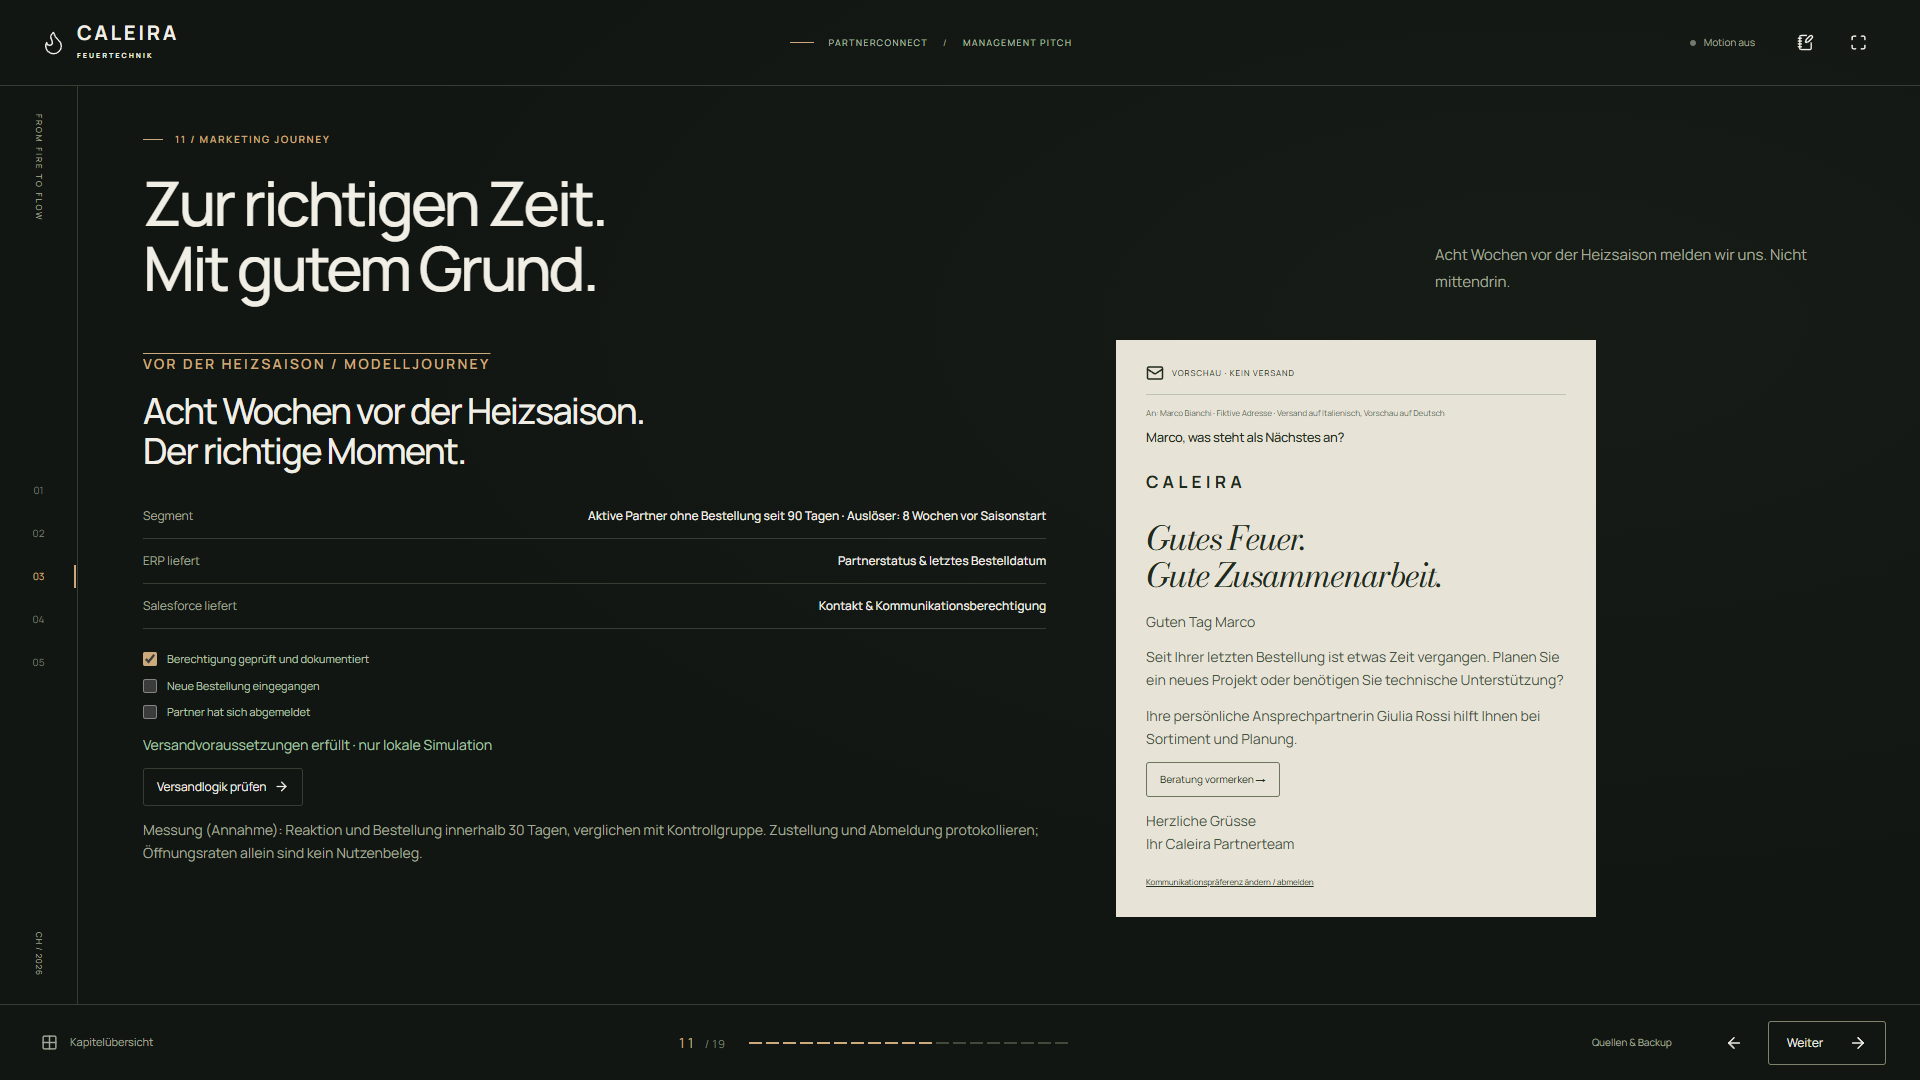 CALEIRA
FEUERTECHNIK
PARTNERCONNECT / MANAGEMENT PITCH
Motion aus
FROM FIRE TO FLOW
11 / MARKETING JOURNEY
Zur richtigen Zeit.
Mit gutem Grund.
Acht Wochen vor der Heizsaison melden wir uns. Nicht
mittendrin.
VOR DER HEIZSAISON / MODELLJOURNEY
Acht Wochen vor der Heizsaison.
Der richtige Moment.
Segment
Aktive Partner ohne Bestellung seit 90 Tagen · Auslöser: 8 Wochen vor Saisonstart
ERP liefert
Partnerstatus & letztes Bestelldatum
Salesforce liefert
Kontakt & Kommunikationsberechtigung
Berechtigung geprüft und dokumentiert
Neue Bestellung eingegangen
Partner hat sich abgemeldet
Versandvoraussetzungen erfüllt · nur lokale Simulation
Versandlogik prüfen →
Messung (Annahme): Reaktion und Bestellung innerhalb 30 Tagen, verglichen mit Kontrollgruppe. Zustellung und Abmeldung protokollieren;
Öffnungsraten allein sind kein Nutzenbeleg.
VORSCHAU · KEIN VERSAND
An: Marco Bianchi · Fiktive Adresse · Versand auf Italienisch, Vorschau auf Deutsch
Marco, was steht als Nächstes an?
CALEIRA
Gutes Feuer.
Gute Zusammenarbeit.
Guten Tag Marco
Seit Ihrer letzten Bestellung ist etwas Zeit vergangen. Planen Sie
ein neues Projekt oder benötigen Sie technische Unterstützung?
Ihre persönliche Ansprechpartnerin Giulia Rossi hilft Ihnen bei
Sortiment und Planung.
Beratung vormerken →
Herzliche Grüsse
Ihr Caleira Partnerteam
Kommunikationspräferenz ändern / abmelden
01
02
03
04
05
CH / 2026
Kapitelübersicht
11 / 19
Quellen & Backup
← Weiter →